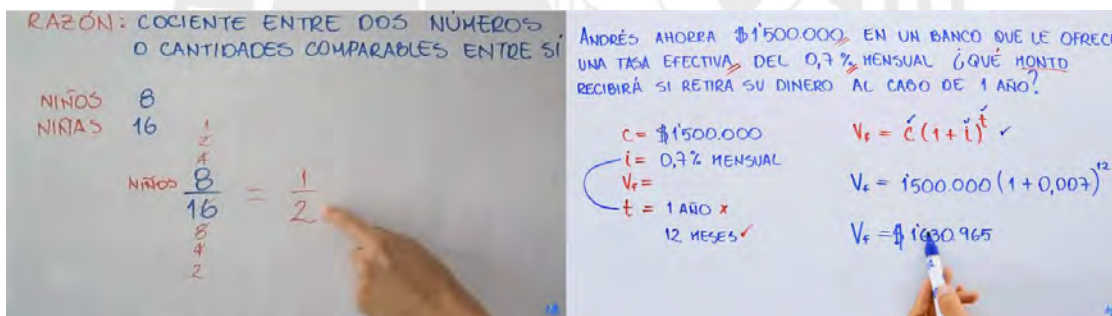 RAZÓN: COCIENTE ENTRE DOS NÚMEROS
O CANTIDADES COMPARABLES ENTRE SÍ
NIÑOS 8
NIÑAS 16
1
2
4
NIÑOS 8
16
8
4
2
= 1
2
ANDRÉS AHORRA $1'500.000 EN UN BANCO QUE LE OFRECE
UNA TASA EFECTIVA DEL 0,7% MENSUAL ¿QUÉ MONTO
RECIBIRÁ SI RETIRA SU DINERO AL CABO DE 1 AÑO?
C = $1'500.000
i = 0,7% MENSUAL
Vf =
t = 1 AÑO x
12 MESES ✓
Vf = c (1 + i)^t ✓
Vf = 1'500.000 (1 + 0,007)^12
Vf = $ 1'630.965